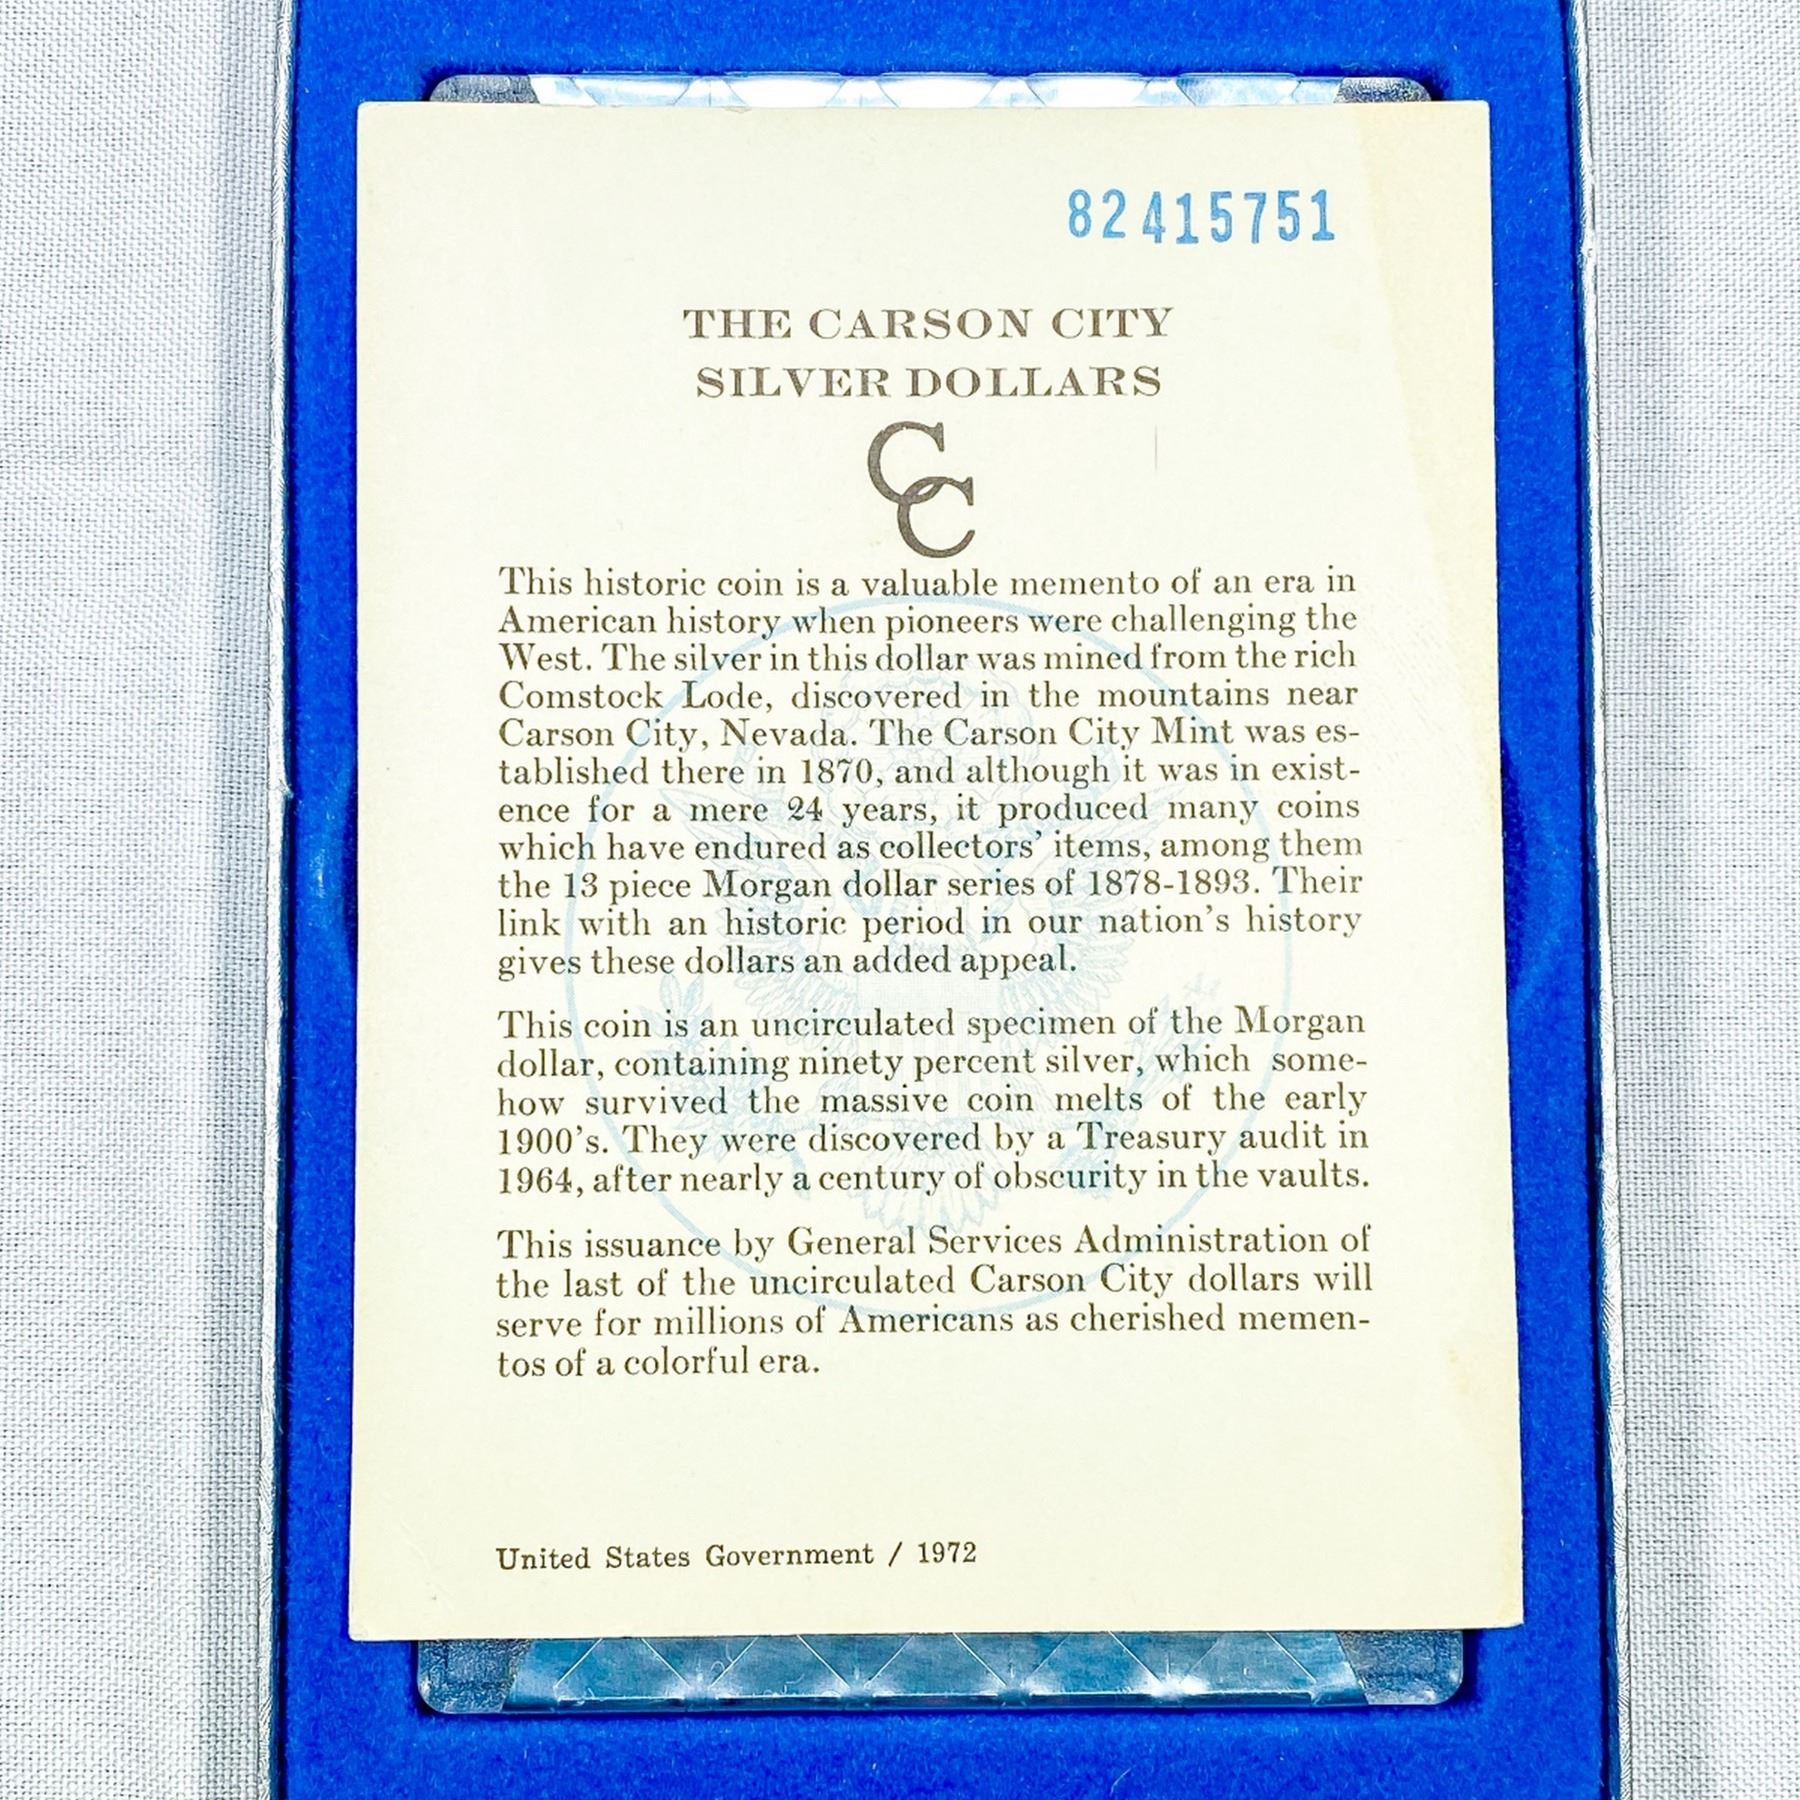 82415751
THE CARSON CITY
SILVER DOLLARS
CC
This historic coin is a valuable memento of an era in
American history when pioneers were challenging the
West. The silver in this dollar was mined from the rich
Comstock Lode, discovered in the mountains near
Carson City, Nevada. The Carson City Mint was es-
tablished there in 1870, and although it was in exist-
ence for a mere 24 years, it produced many coins
which have endured as collectors' items, among them
the 13 piece Morgan dollar series of 1878-1893. Their
link with an historic period in our nation's history
gives these dollars an added appeal.
This coin is an uncirculated specimen of the Morgan
dollar, containing ninety percent silver, which some-
how survived the massive coin melts of the early
1900's. They were discovered by a Treasury audit in
1964, after nearly a century of obscurity in the vaults.
This issuance by General Services Administration of
the last of the uncirculated Carson City dollars will
serve for millions of Americans as cherished memen-
tos of a colorful era.
United States Government / 1972